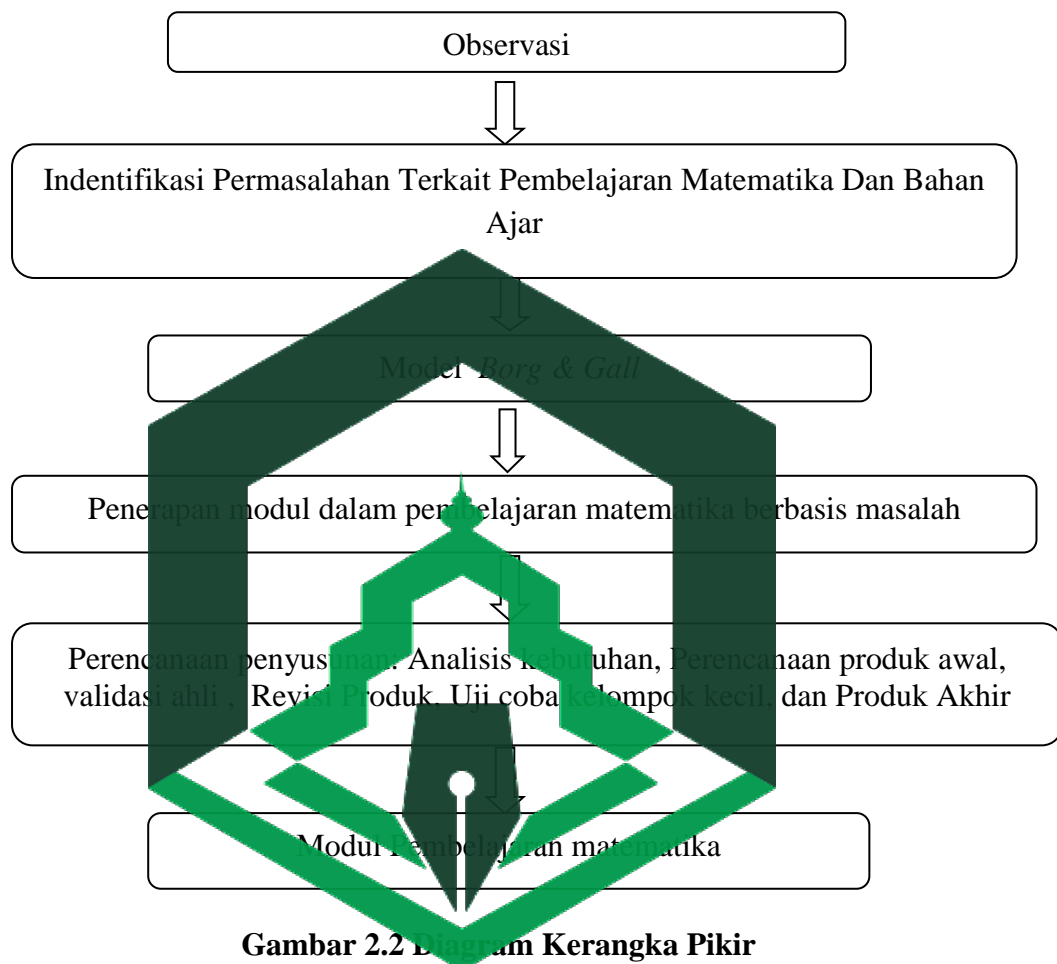 Observasi
Indentifikasi Permasalahan Terkait Pembelajaran Matematika Dan Bahan
Ajar
Model Borg & Gall
Penerapan modul dalam pembelajaran matematika berbasis masalah
Perencanaan penyusunan: Analisis kebutuhan, Perencanaan produk awal,
validasi ahli , Revisi Produk, Uji coba kelompok kecil, dan Produk Akhir
Modul Pembelajaran matematika
Gambar 2.2 Diagram Kerangka Pikir